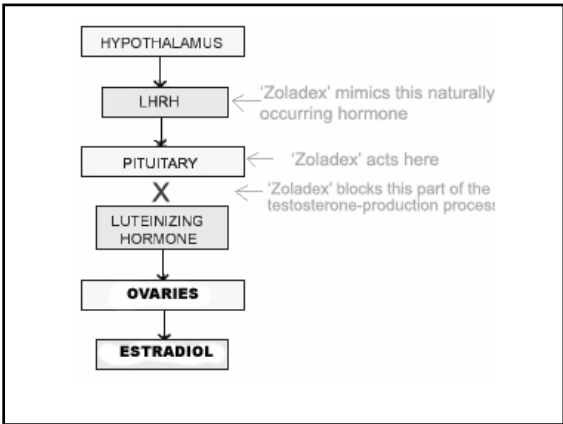 HYPOTHALAMUS
LHRH
'Zoladex' mimics this naturally
occurring hormone
PITUITARY
'Zoladex' acts here
X
'Zoladex' blocks this part of the
testosterone-production process
LUTEINIZING
HORMONE
OVARIES
ESTRADIOL